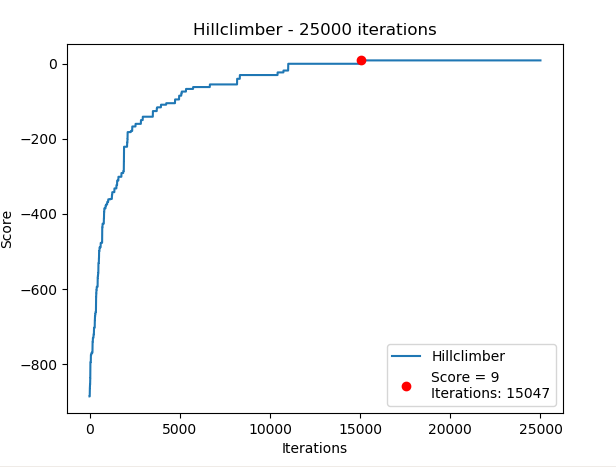 Hillclimber - 25000 iterations
Score
0
−200
−400
−600
−800
0
5000
10000
15000
20000
25000
Iterations
Hillclimber
Score = 9
Iterations: 15047